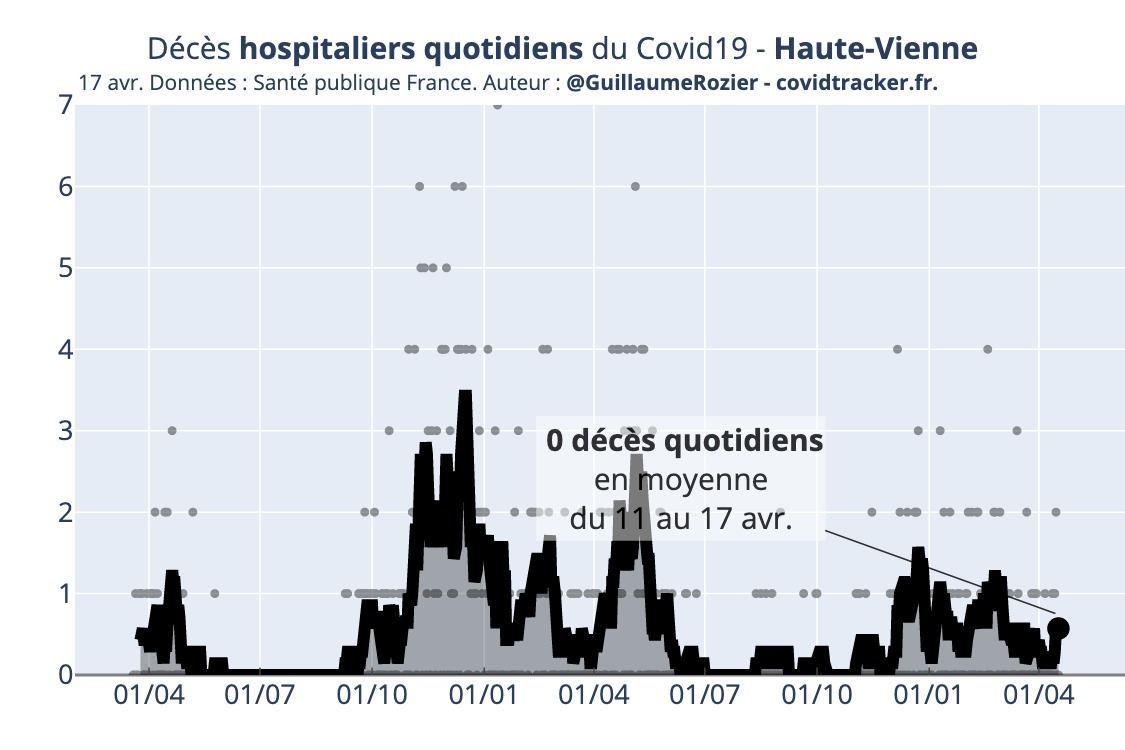 Décès hospitaliers quotidiens du Covid19 - Haute-Vienne
17 avr. Données : Santé publique France. Auteur : @GuillaumeRozier - covidtracker.fr.
7
6
5
4
3
2
1
0
0 décès quotidiens
en moyenne
du 11 au 17 avr.
01/04 01/07 01/10 01/01 01/04 01/07 01/10 01/01 01/04